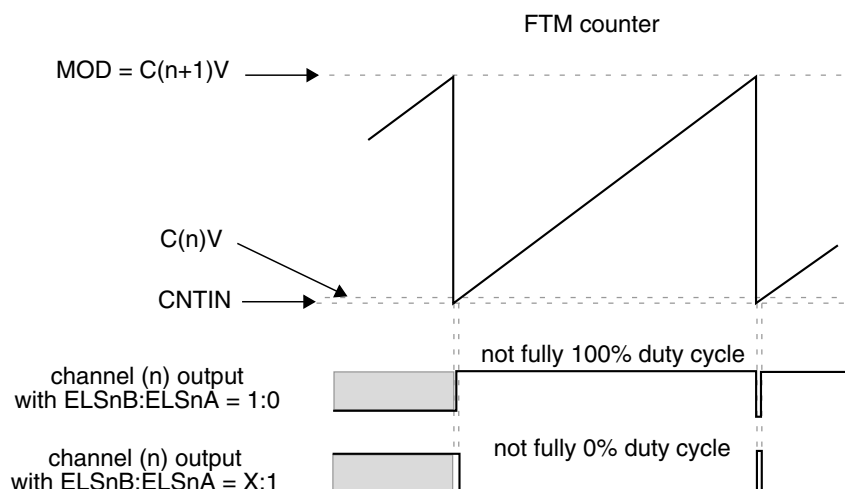 FTM counter
MOD = C(n+1)V
C(n)V
CNTIN
not fully 100% duty cycle
channel (n) output
with ELSnB:ELSnA = 1:0
not fully 0% duty cycle
channel (n) output
with ELSnB:ELSnA = X:1